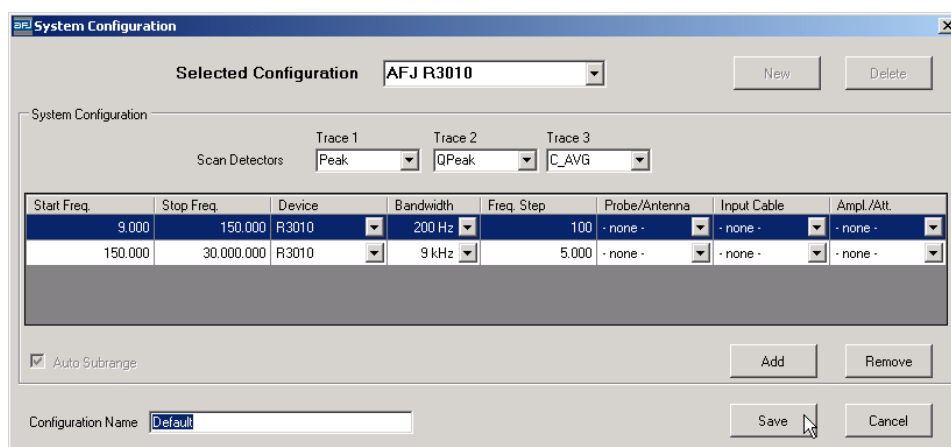 AFJ System Configuration
Selected Configuration AFJ R3010 New Delete
System Configuration
Trace 1 Trace 2 Trace 3
Scan Detectors Peak QPeak C_AVG
Start Freq. Stop Freq. Device Bandwidth Freq. Step Probe/Antenna Input Cable Ampl./Att.
9.000 150.000 R3010 200 Hz 100 - none - - none - - none -
150.000 30.000.000 R3010 9 kHz 5.000 - none - - none - - none -
Auto Subrange Add Remove
Configuration Name Default Save Cancel